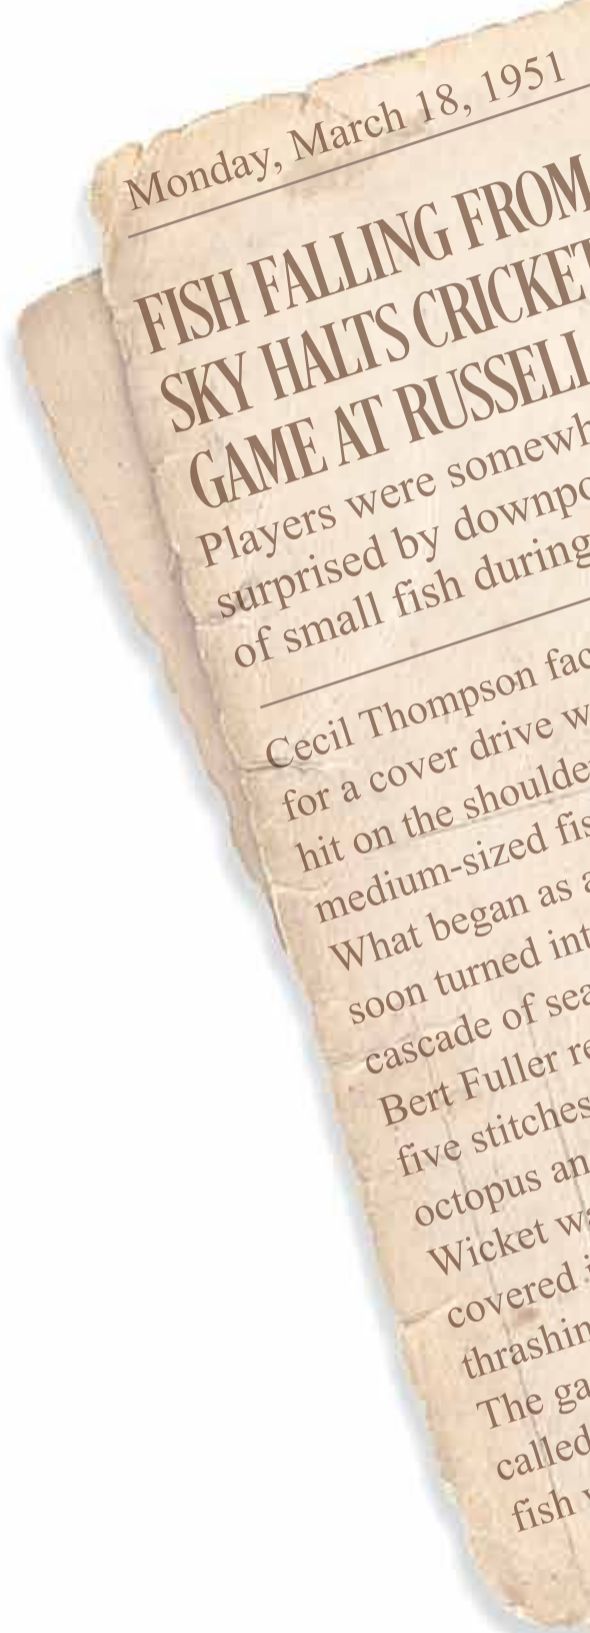 Monday, March 18, 1951
FISH FALLING FROM
SKY HALTS CRICKET
GAME AT RUSSELL
Players were somewh
surprised by downpo
of small fish during
Cecil Thompson fac
for a cover drive w
hit on the shoulde
medium-sized fis
What began as a
soon turned int
cascade of sea
Bert Fuller re
five stitches
octopus an
Wicket wa
covered i
thrashin
The ga
called
fish